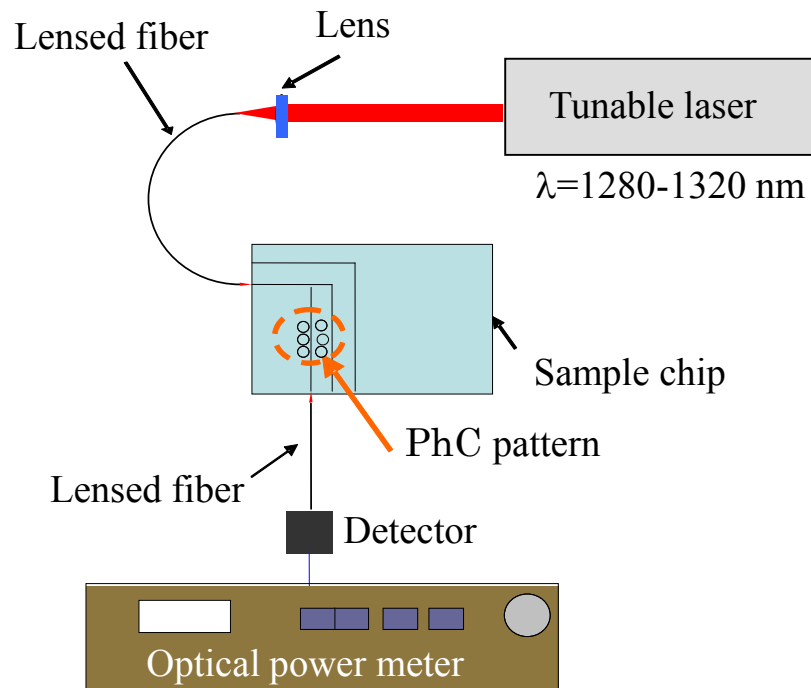 Lensed fiber
Lens
Tunable laser
λ=1280-1320 nm
Sample chip
PhC pattern
Lensed fiber
Detector
Optical power meter